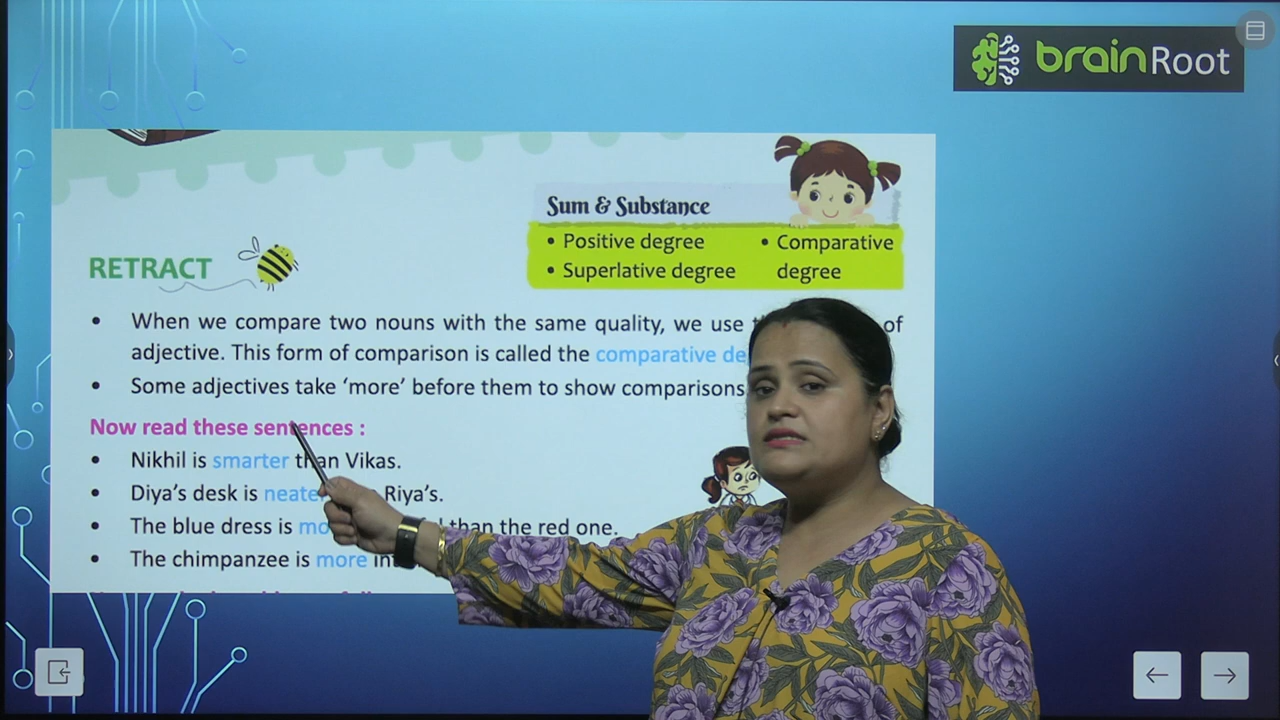 brainRoot
Sum & Substance
• Positive degree
• Superlative degree
• Comparative
degree
RETRACT
• When we compare two nouns with the same quality, we use of
adjective. This form of comparison is called the comparative
• Some adjectives take ‘more’ before them to show comparisons
Now read these sentences :
• Nikhil is smarter than Vikas.
• Diya’s desk is Riya’s.
• The blue dress is than the red one.
• The chimpanzee is more